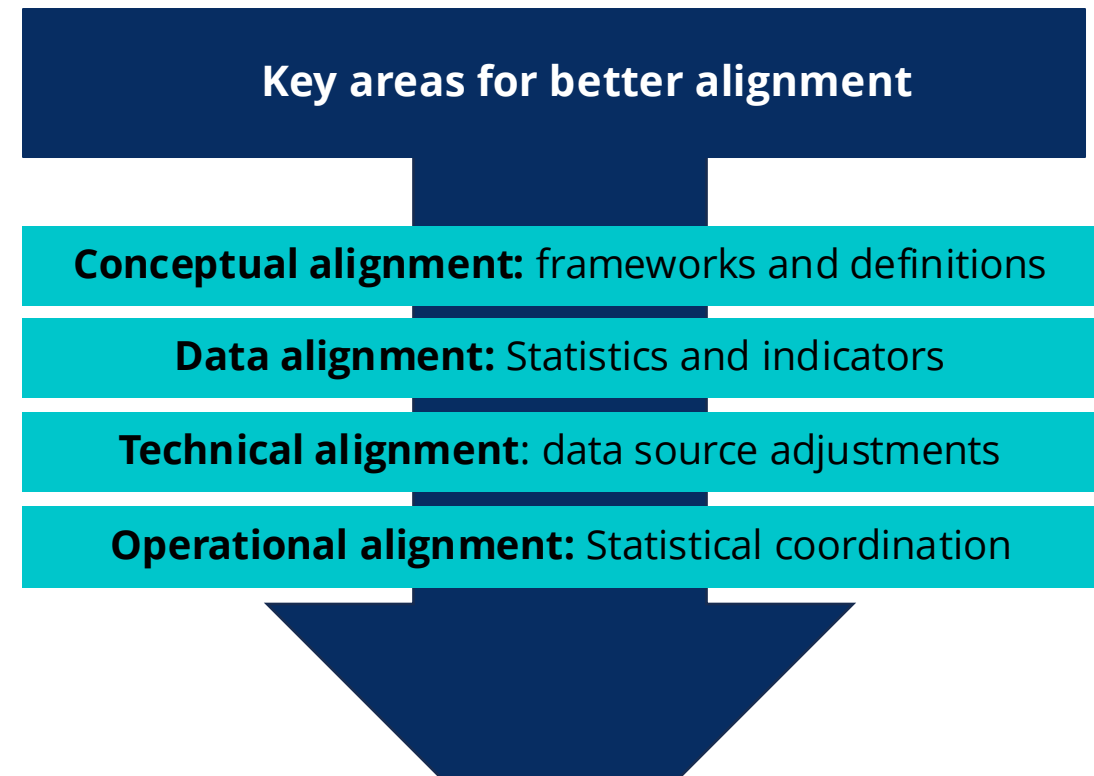 Key areas for better alignment
Conceptual alignment: frameworks and definitions
Data alignment: Statistics and indicators
Technical alignment: data source adjustments
Operational alignment: Statistical coordination